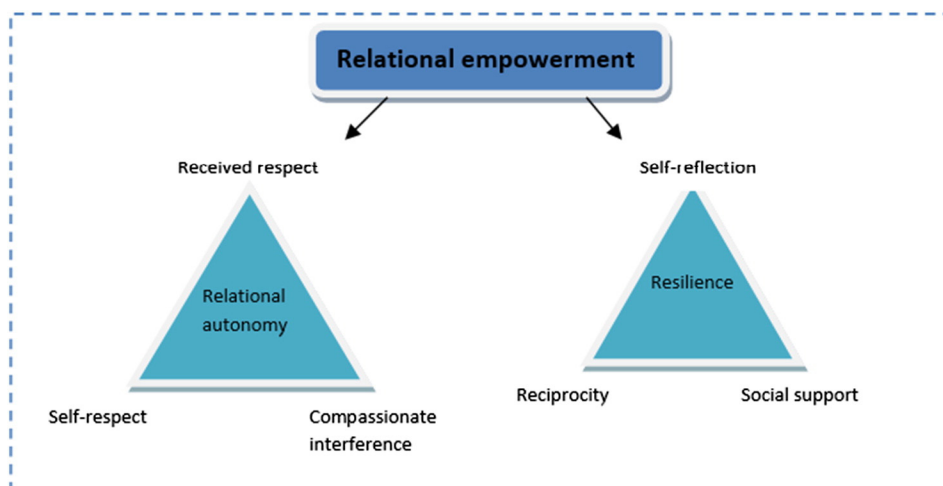 Relational empowerment
Received respect
Self-reflection
Relational
autonomy
Resilience
Self-respect
Compassionate
interference
Reciprocity
Social support